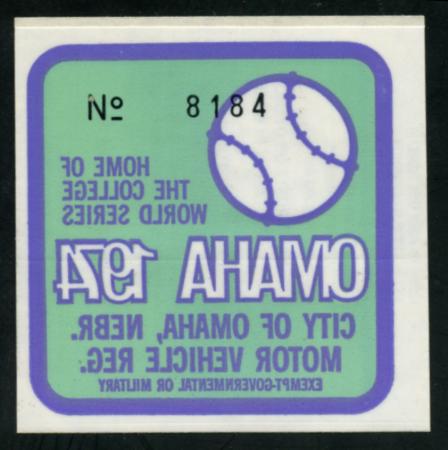 Nº 8184
HOME OF
THE COLLEGE
WORLD SERIES
OMAHA 1974
CITY OF OMAHA, NEBR.
MOTOR VEHICLE REG.
EXEMPT-GOVERNMENTAL OR MILITARY